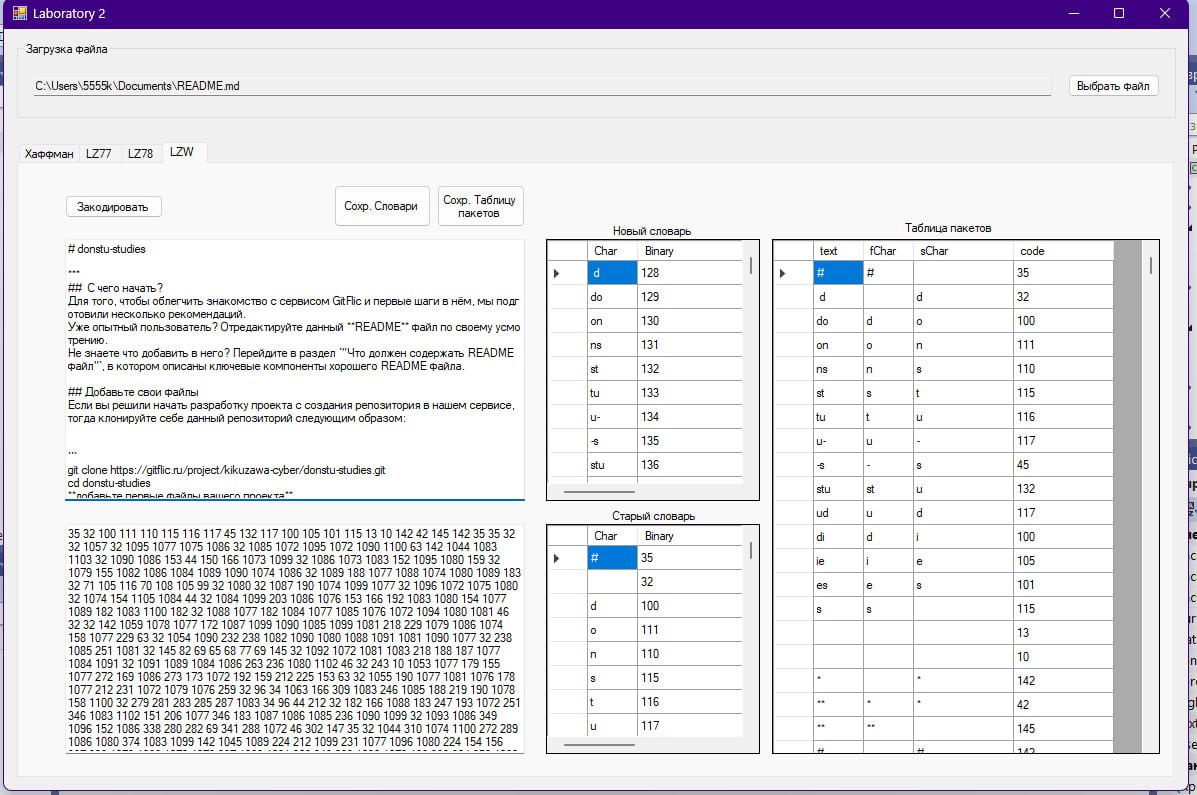 Laboratory 2
Загрузка файла
C:\Users\5555k\Documents\README.md
Выбрать файл
Хаффман LZ77 LZ78 LZW
Закодировать
Сохр. Словари
Сохр. Таблицу
пакетов
# donstu-studies
***
## С чего начать?
Для того, чтобы облегчить знакомство с сервисом GitFlic и первые шаги в нём, мы подг
отовили несколько рекомендаций.
Уже опытный пользователь? Отредактируйте данный **README** файл по своему усмо
трению.
Не знаете что добавить в него? Перейдите в раздел `"Что должен содержать README
файл"`, в котором описаны ключевые компоненты хорошего README файла.
## Добавьте свои файлы
Если вы решили начать разработку проекта с создания репозитория в нашем сервисе,
тогда клонируйте себе данный репозиторий следующим образом:
```
git clone https://gitflic.ru/project/kikuzawa-cyber/donstu-studies.git
cd donstu-studies
**добавьте первые файлы вашего проекта**
35 32 100 111 110 115 116 117 45 132 117 100 105 101 115 13 10 142 42 145 142 35 35 32
32 1057 32 1095 1077 1075 1086 32 1085 1072 1095 1072 1090 1100 63 142 1044 1083
1103 32 1090 1086 153 44 150 166 1073 1099 32 1086 1073 1083 152 1095 1080 159 32
1079 155 1082 1086 1084 1089 1090 1074 1086 32 1089 188 1077 1088 1074 1080 1089 183
32 71 105 116 70 108 105 99 32 1080 32 1087 190 1074 1099 1077 32 1096 1072 1075 1080
32 1074 154 1105 1084 44 32 1084 1099 203 1086 1076 153 166 192 1083 1080 154 1077
1089 182 1083 1100 182 32 1088 1077 182 1084 1077 1085 1076 1072 1094 1080 1081 46
32 32 142 1059 1078 1077 172 1087 1099 1090 1085 1099 1081 218 229 1079 1086 1074
158 1077 229 63 32 1054 1090 232 238 1082 1090 1080 1088 1091 1081 1090 1077 32 238
1085 251 1081 32 145 82 69 65 68 77 69 145 32 1092 1072 1081 1083 218 188 187 1077
1084 1091 32 1091 1089 1084 1086 263 236 1080 1102 46 32 243 10 1053 1077 179 155
1077 272 169 1086 273 173 1072 192 159 212 225 153 63 32 1055 190 1077 1081 1076 178
1077 212 231 1072 1079 1076 259 32 96 34 1063 166 309 1083 246 1085 188 219 190 1078
158 1100 32 279 281 283 285 287 1083 34 96 44 212 32 182 166 1088 183 247 193 1072 251
346 1083 1102 151 206 1077 346 183 1087 1086 1085 236 1090 1099 32 1093 1086 349
1096 152 1086 338 280 282 69 341 288 1072 46 302 147 35 32 1044 310 1074 1100 272 289
1086 1080 374 1083 1099 142 1045 1089 224 212 1099 231 1077 1096 1080 224 154 156
Новый словарь
Char Binary
d 128
do 129
on 130
ns 131
st 132
tu 133
u- 134
-s 135
stu 136
Старый словарь
Char Binary
# 35
32
d 100
o 111
n 110
s 115
t 116
u 117
Таблица пакетов
text fChar sChar code
# # 35
d d 32
do d o 100
on o n 111
ns n s 110
st s t 115
tu t u 116
u- u - 117
-s - s 45
stu st u 132
ud u d 117
di d i 100
ie i e 105
es e s 101
s s 115
13
10
* * 142
** * * 42
** ** 145
# # 142